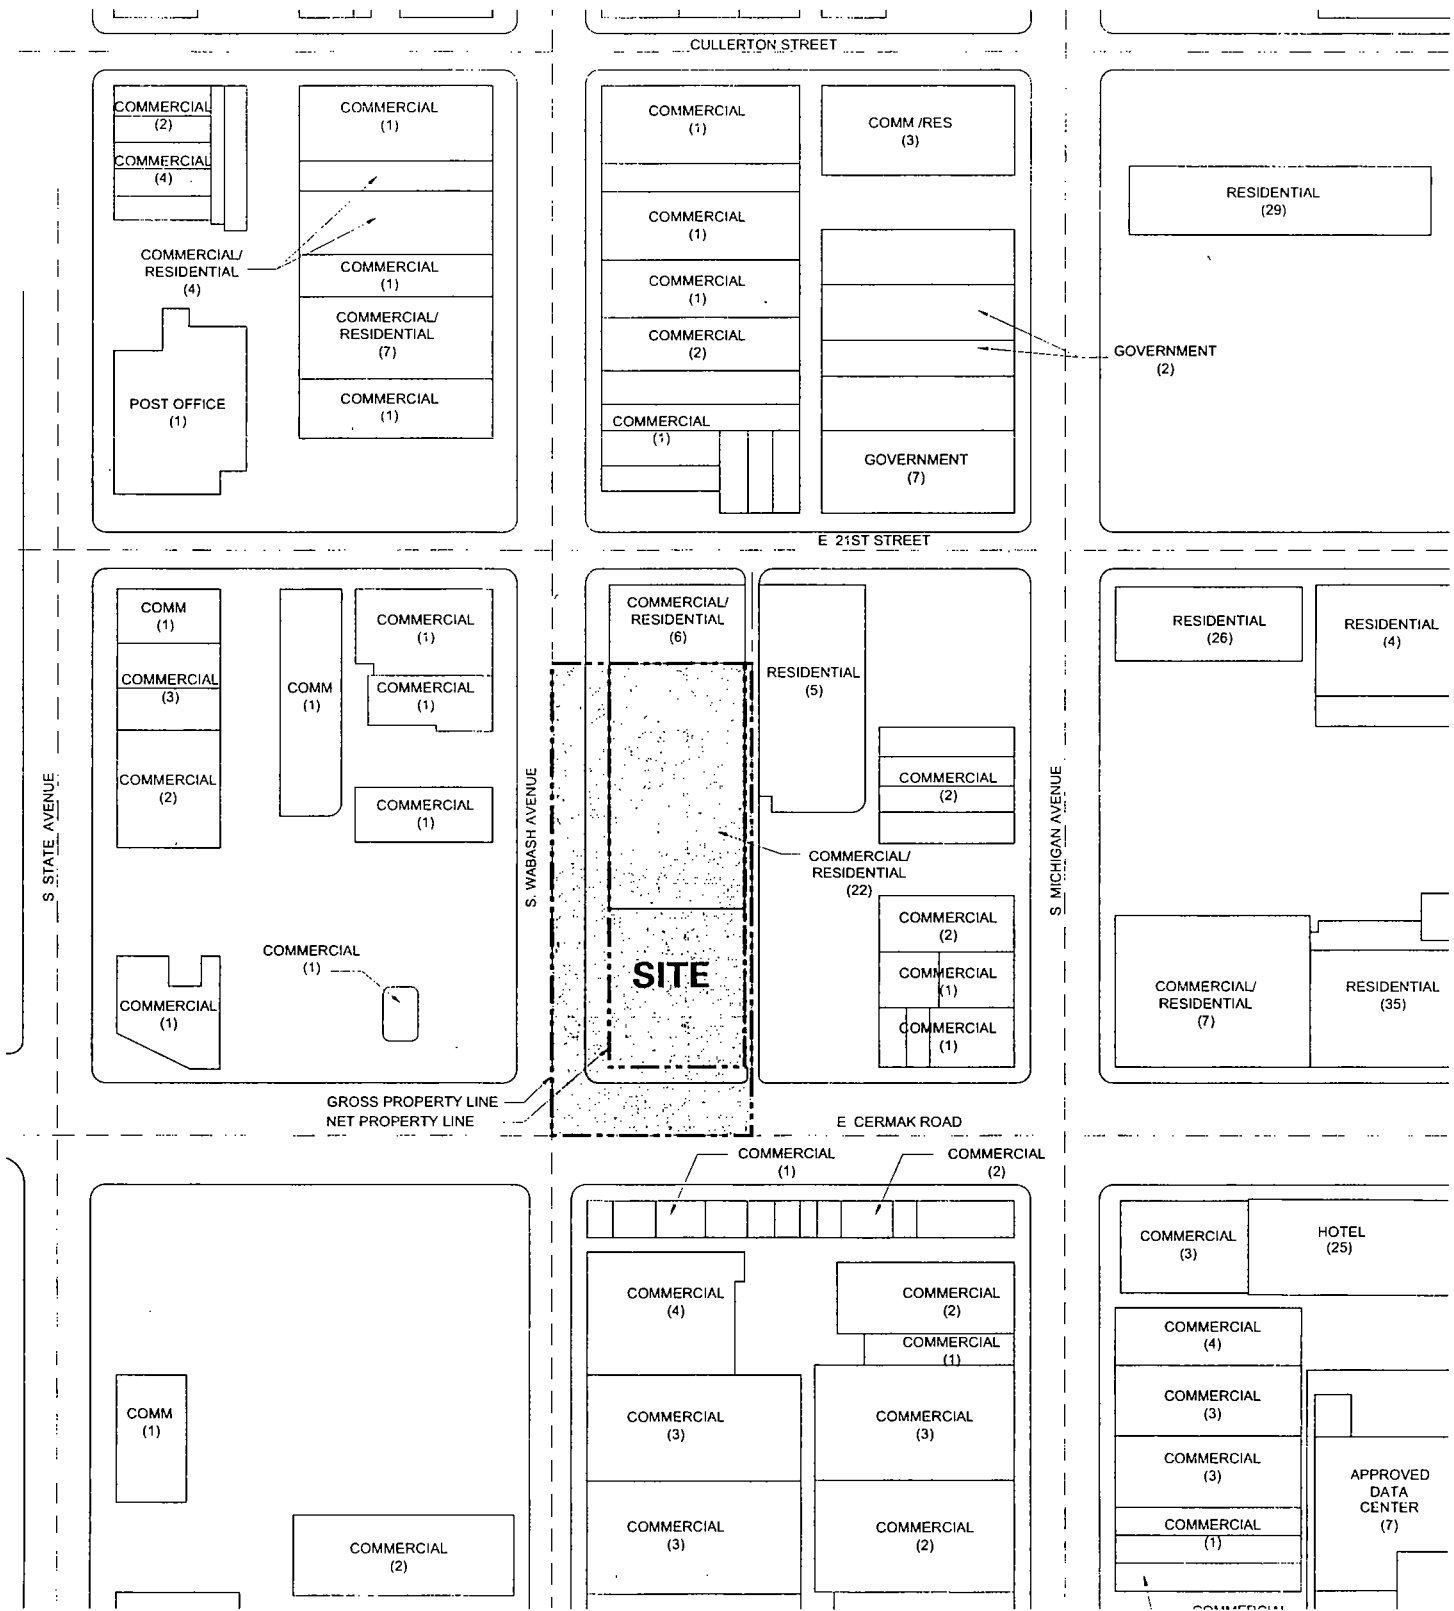 CULLERTON STREET
COMMERCIAL
(2)
COMMERCIAL
(4)
COMMERCIAL
(1)
COMMERCIAL/
RESIDENTIAL
(4)
COMMERCIAL
(1)
COMMERCIAL/
RESIDENTIAL
(7)
COMMERCIAL
(1)
POST OFFICE
(1)
COMMERCIAL
(1)
COMM /RES
(3)
COMMERCIAL
(1)
COMMERCIAL
(1)
COMMERCIAL
(2)
COMMERCIAL
(1)
GOVERNMENT
(2)
GOVERNMENT
(7)
RESIDENTIAL
(29)
E 21ST STREET
S STATE AVENUE
COMM
(1)
COMMERCIAL
(3)
COMMERCIAL
(2)
COMM
(1)
COMMERCIAL
(1)
COMMERCIAL
(1)
COMMERCIAL
(1)
COMMERCIAL
(1)
COMMERCIAL
(1)
S. WABASH AVENUE
COMMERCIAL/
RESIDENTIAL
(6)
RESIDENTIAL
(5)
COMMERCIAL
(2)
COMMERCIAL/
RESIDENTIAL
(22)
SITE
COMMERCIAL
(2)
COMMERCIAL
(1)
COMMERCIAL
(1)
S MICHIGAN AVENUE
RESIDENTIAL
(26)
RESIDENTIAL
(4)
COMMERCIAL/
RESIDENTIAL
(7)
RESIDENTIAL
(35)
GROSS PROPERTY LINE
NET PROPERTY LINE
E CERMAK ROAD
COMMERCIAL
(1)
COMMERCIAL
(2)
COMM
(1)
COMMERCIAL
(2)
COMMERCIAL
(4)
COMMERCIAL
(2)
COMMERCIAL
(1)
COMMERCIAL
(3)
COMMERCIAL
(3)
COMMERCIAL
(3)
COMMERCIAL
(2)
COMMERCIAL
(3)
HOTEL
(25)
COMMERCIAL
(4)
COMMERCIAL
(3)
COMMERCIAL
(3)
COMMERCIAL
(1)
APPROVED
DATA
CENTER
(7)
COMMERCIAL